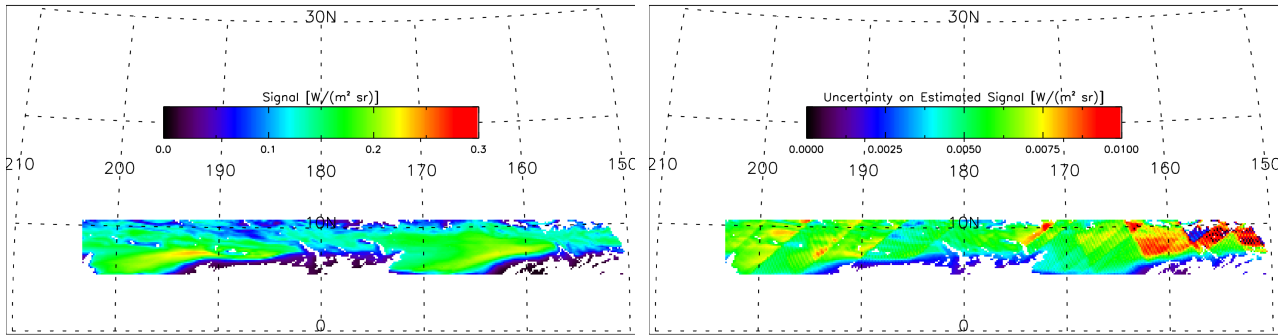 30N
30N
Signal [W/(m² sr)]
Uncertainty on Estimated Signal [W/(m² sr)]
0.0 0.1 0.2 0.3
0.0000 0.0025 0.0050 0.0075 0.0100
210 200 190 180 170 160 150
200 190 180 170 160 150
10N
10N
0
0